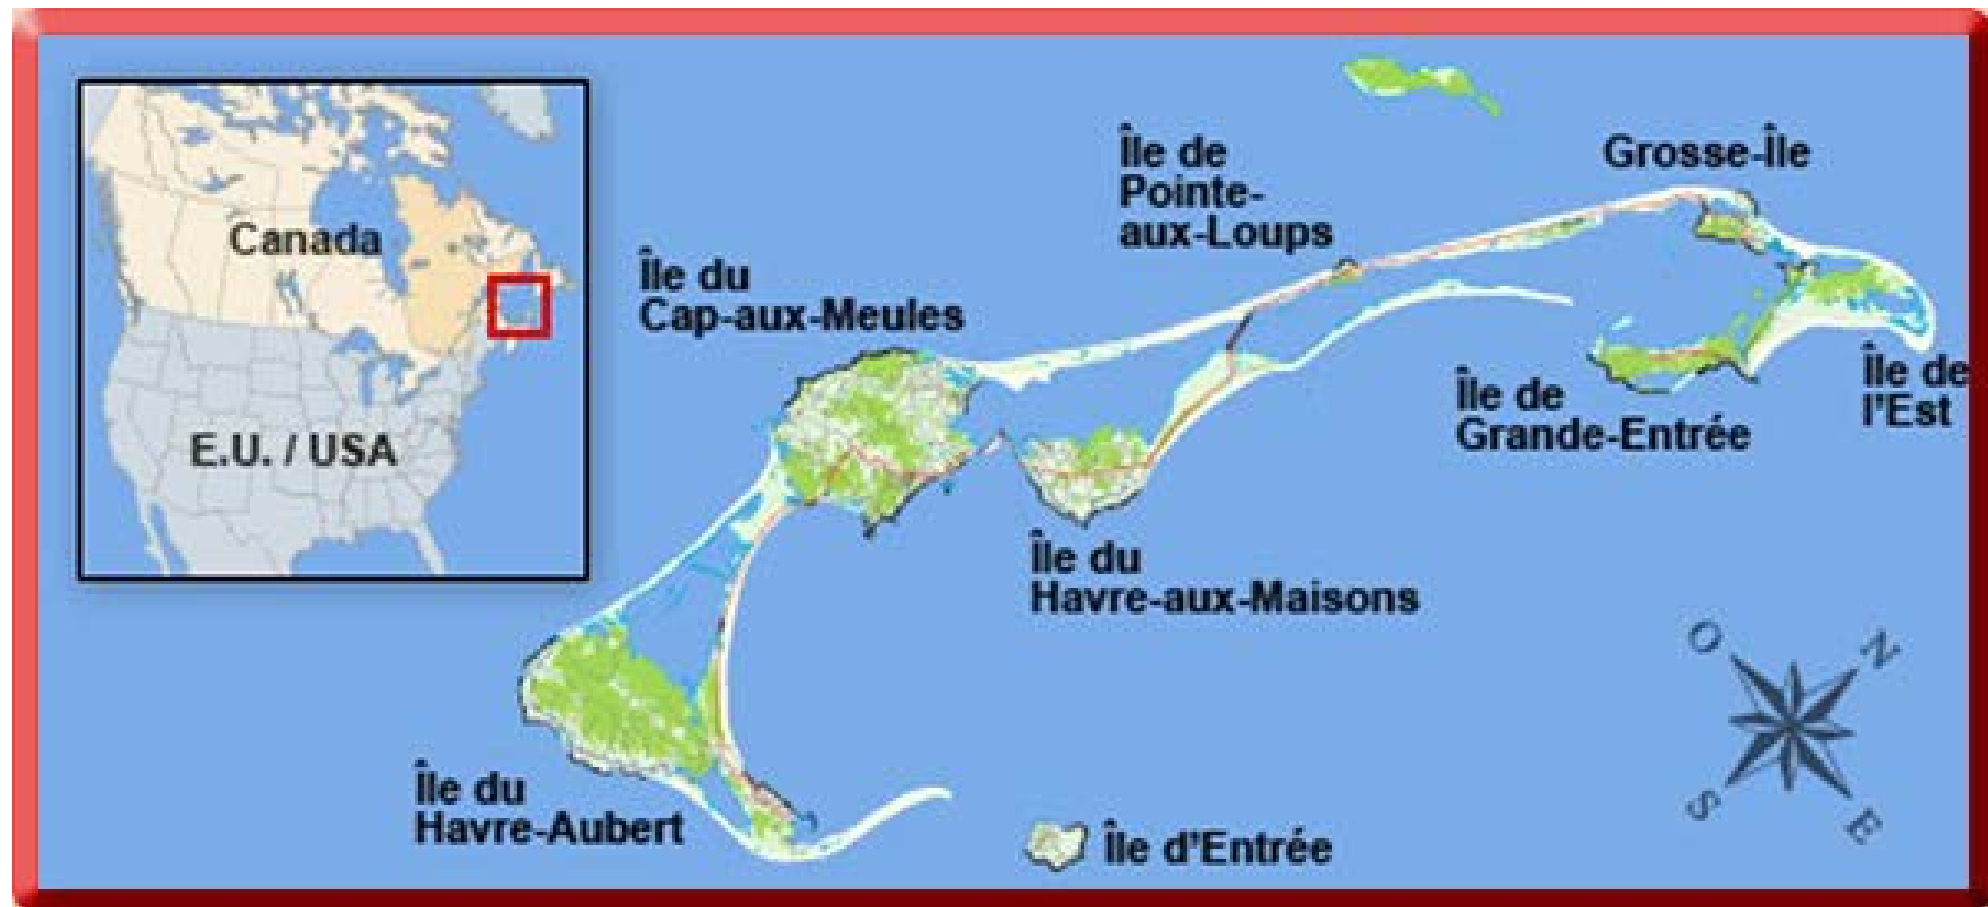 Canada
E.U. / USA
Île du
Cap-aux-Meules
Île de
Pointe-
aux-Loups
Grosse-Île
Île de
Grande-Entrée
Île de
l'Est
Île du
Havre-aux-Maisons
Île du
Havre-Aubert
Île d'Entrée
O
N
S
E